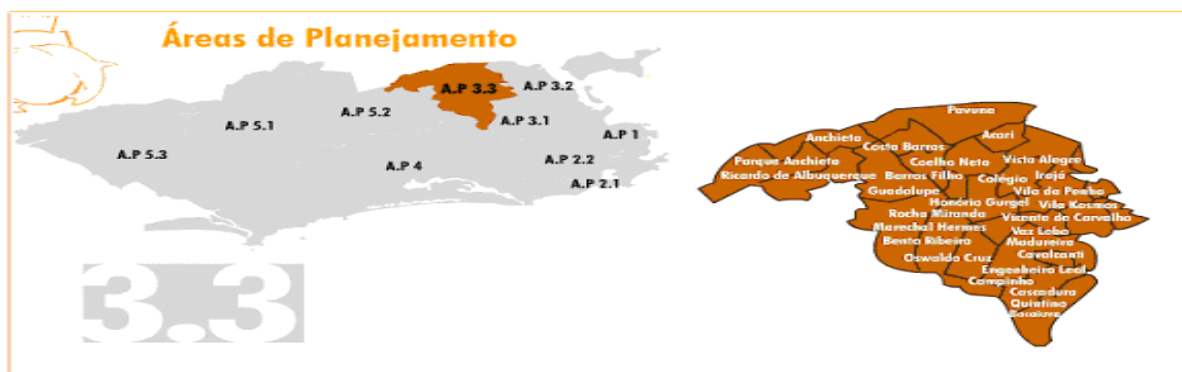 Áreas de Planejamento
A.P 3.3
A.P 3.2
A.P 5.2
A.P 5.1
A.P 3.1
A.P 1
A.P 5.3
A.P 4
A.P 2.2
A.P 2.1
3.3
Pavuna
Anchieta
Acari
Costa Barros
Parque Anchieta
Coelho Neto
Vista Alegre
Ricardo de Albuquerque
Barros Filho
Colégio
Irajá
Guadalupe
Vila da Penha
Honório Gurgel
Vila Kosmos
Rocha Miranda
Vicente de Carvalho
Marechal Hermes
Vaz Lobo
Bento Ribeiro
Madureira
Oswaldo Cruz
Cavalcanti
Engenheiro Leal
Campinho
Cascadura
Quintino
Bocaiuva